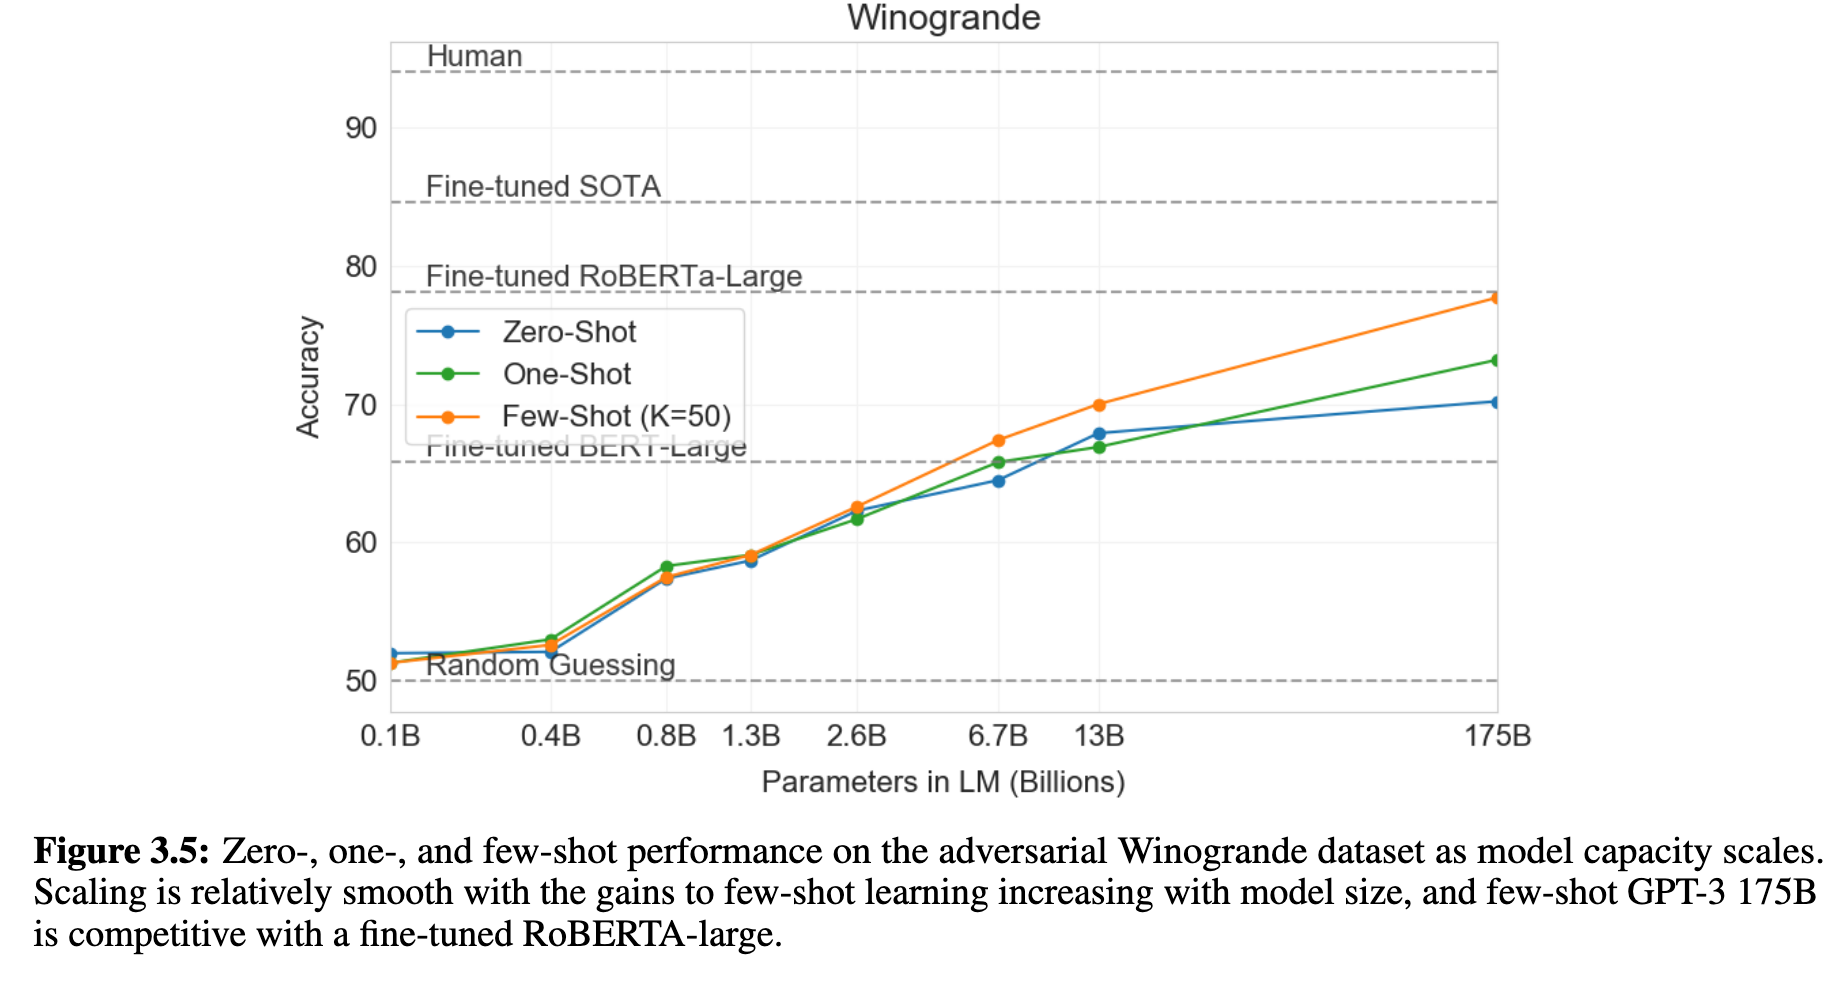 Winogrande
Human
90
Fine-tuned SOTA
80
Fine-tuned RoBERTa-Large
Accuracy
Zero-Shot
One-Shot
70
Few-Shot (K=50)
Fine-tuned BERT-Large
60
Random Guessing
50
0.1B 0.4B 0.8B 1.3B 2.6B 6.7B 13B 175B
Parameters in LM (Billions)
Figure 3.5: Zero-, one-, and few-shot performance on the adversarial Winogrande dataset as model capacity scales.
Scaling is relatively smooth with the gains to few-shot learning increasing with model size, and few-shot GPT-3 175B
is competitive with a fine-tuned RoBERTA-large.